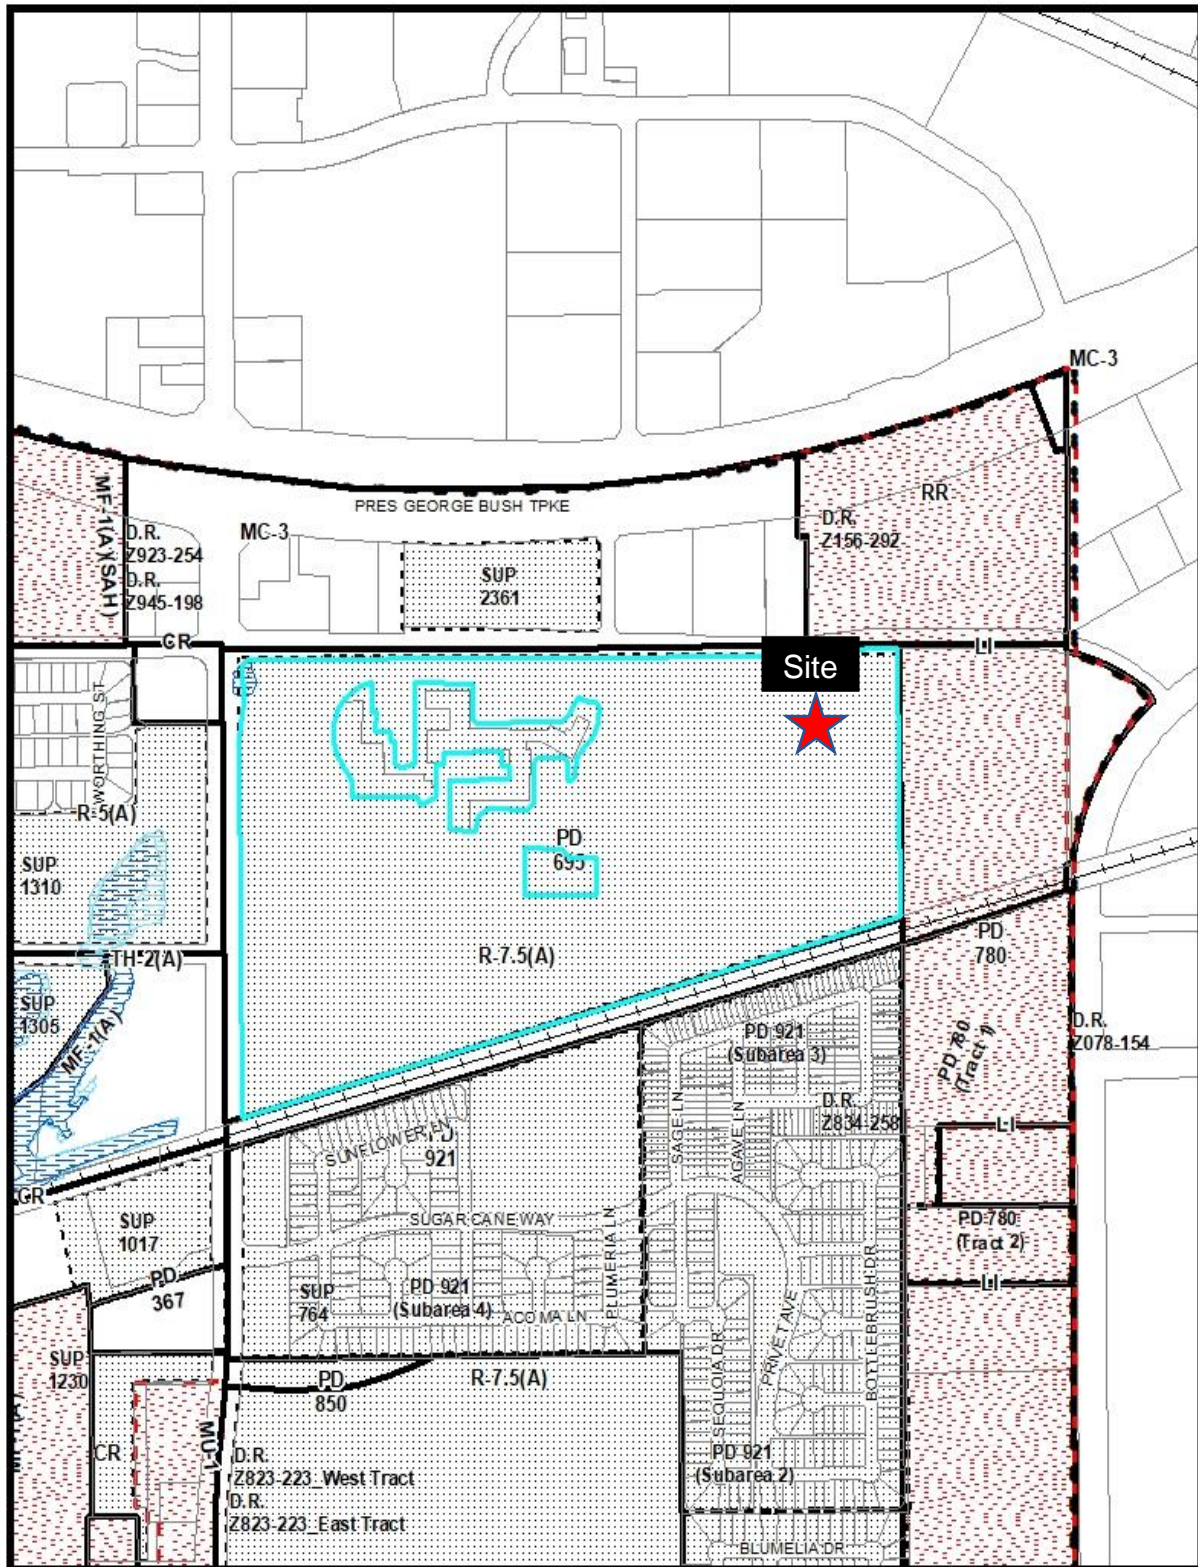 MC-3
RR
PRES GEORGE BUSH TPKE
MF-1(A)(SAH)
D.R.
Z923-254
D.R.
Z945-198
MC-3
SUP
2361
D.R.
Z156-292
CR
LI
Site
WORTHING ST
R-5(A)
SUP
1310
PD
695
R-7.5(A)
TH-2(A)
PD
780
SUP
1305
MF-1(A)
PD 921
(Subarea 3)
PD 780
(Tract 1)
D.R.
Z078-154
D.R.
Z834-258
SAGE LN
AGAVE LN
SUNFLOWER LN
PD
921
LI
CR
SUP
1017
SUGAR CANE WAY
PLUMERIA LN
PD 780
(Tract 2)
PD
367
SUP
764
PD 921
(Subarea 4)
ACOMA LN
LI
PRIVET AVE
BOTTLEBRUSH DR
SEQUOIA DR
SUP
1230
PD
850
R-7.5(A)
CR
MU-1
D.R.
Z823-223_West Tract
D.R.
Z823-223_East Tract
PD 921
(Subarea 2)
BLUMELIA DR